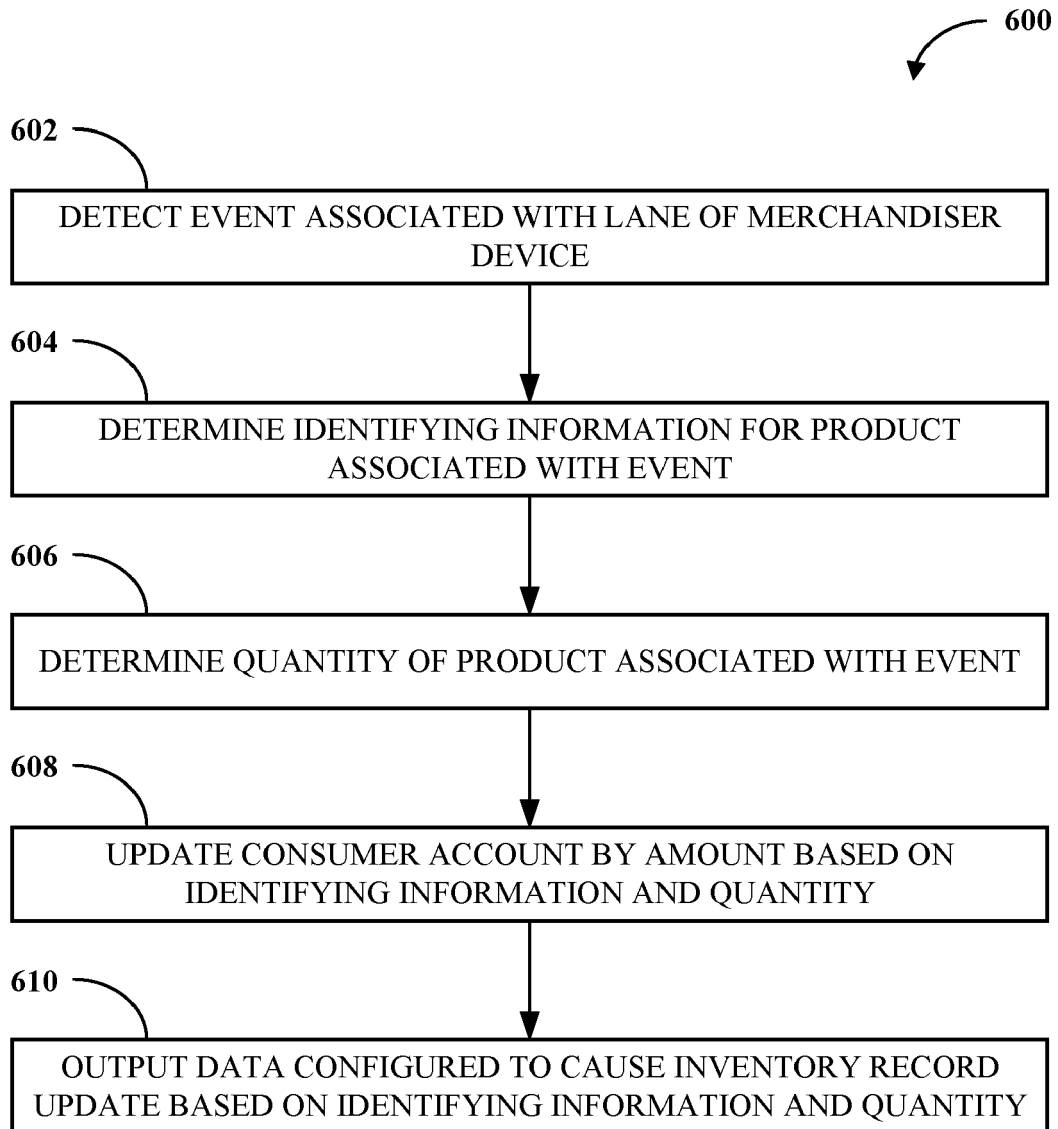 600
602
DETECT EVENT ASSOCIATED WITH LANE OF MERCHANDISER
DEVICE
604
DETERMINE IDENTIFYING INFORMATION FOR PRODUCT
ASSOCIATED WITH EVENT
606
DETERMINE QUANTITY OF PRODUCT ASSOCIATED WITH EVENT
608
UPDATE CONSUMER ACCOUNT BY AMOUNT BASED ON
IDENTIFYING INFORMATION AND QUANTITY
610
OUTPUT DATA CONFIGURED TO CAUSE INVENTORY RECORD
UPDATE BASED ON IDENTIFYING INFORMATION AND QUANTITY